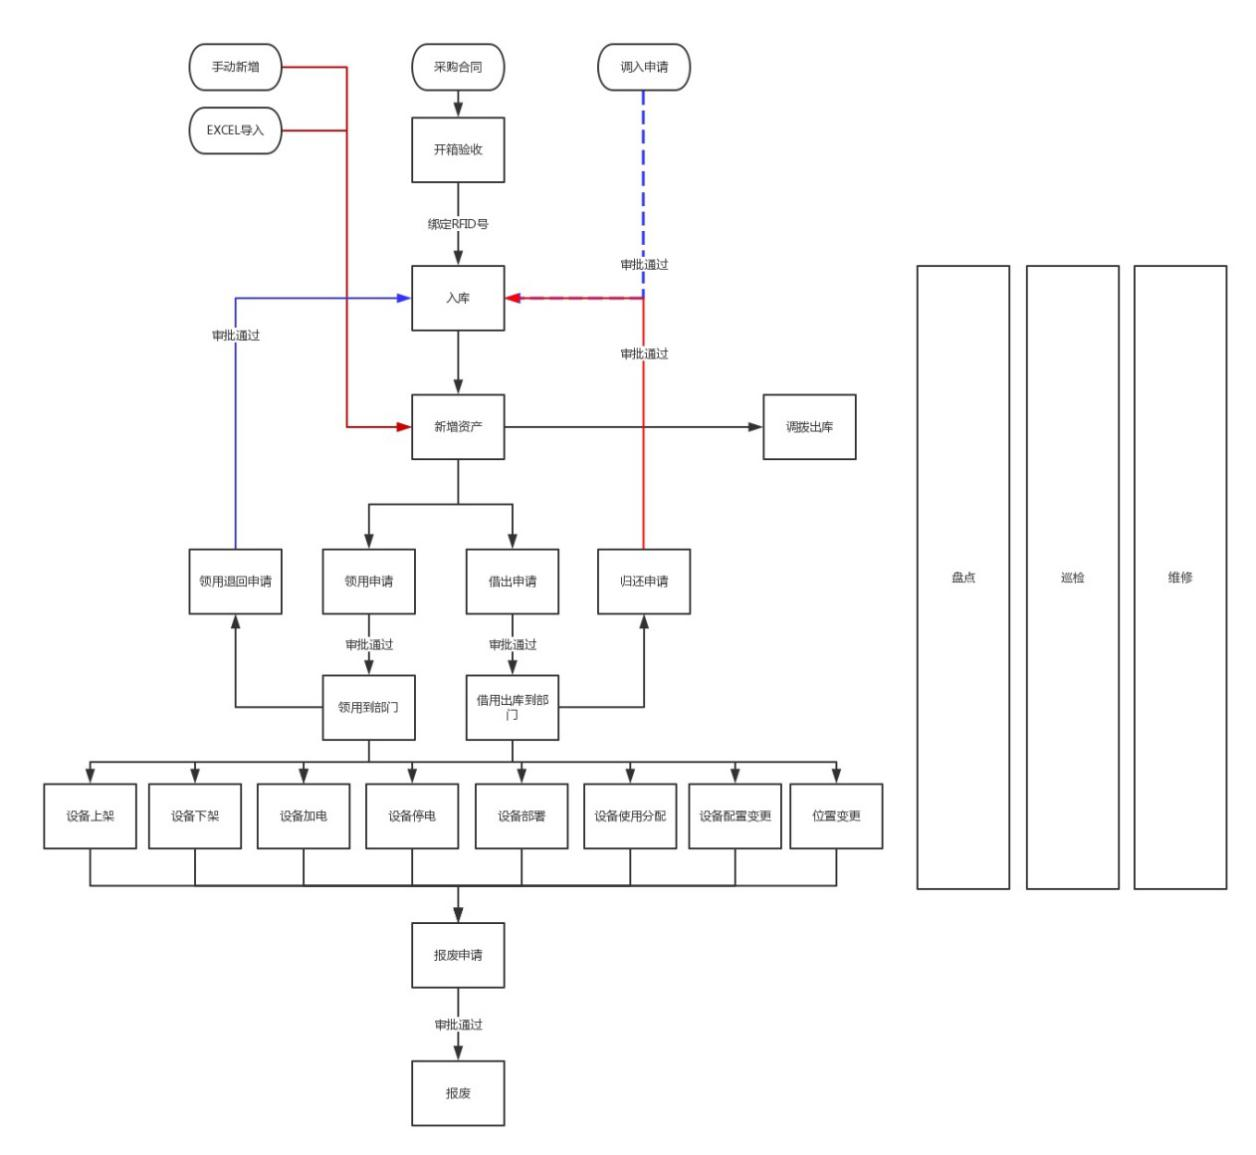 手动新增
采购合同
调入申请
EXCEL导入
开箱验收
绑定RFID号
审批通过
入库
审批通过
审批通过
新增资产
调拨出库
领用退回申请
领用申请
借出申请
归还申请
盘点
巡检
维修
审批通过
审批通过
领用到部门
借用出库到部
门
设备上架
设备下架
设备加电
设备停电
设备部署
设备使用分配
设备配置变更
位置变更
报废申请
审批通过
报废